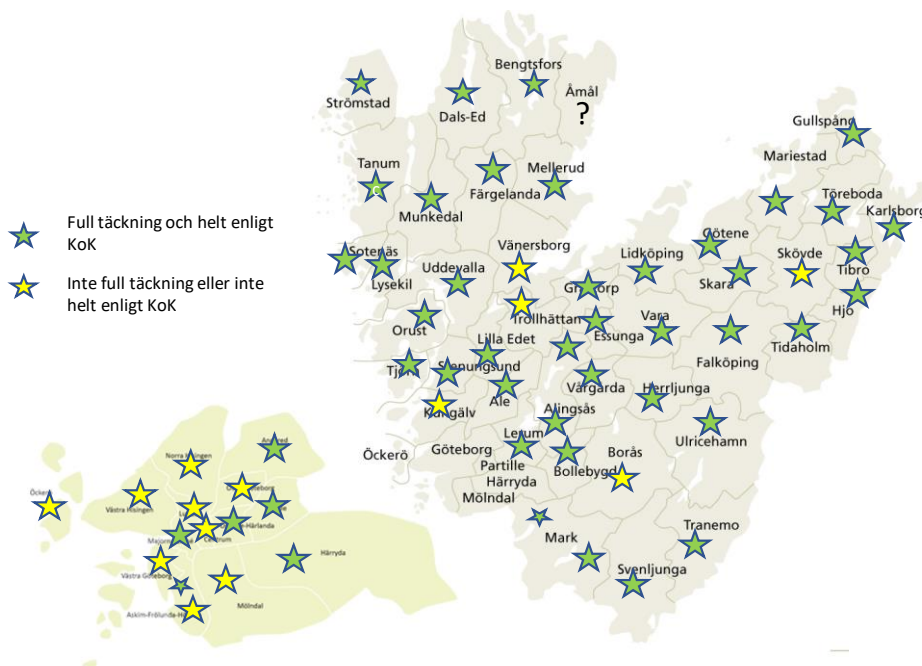 Bengtsfors
Åmål
?
Strömstad
Dals-Ed
Gullspång
Mariestad
Tanum
Mellerud
Färgelanda
Töreboda
Karlsborg
Munkedal
Full täckning och helt enligt
KoK
Götene
Vänersborg
Sotenäs
Lidköping
Skövde
Uddevalla
Tibro
Lysekil
Skara
Inte full täckning eller inte
helt enligt KoK
Hjo
Orust
Trollhättan
Vara
Essunga
Lilla Edet
Tidaholm
Falköping
Tjörn
Stenungsund
Vårgarda
Herrljunga
Ale
Kungälv
Alingsås
Lerum
Ulricehamn
Öckerö
Göteborg
Borås
Partille
Bollebygd
Härryda
Mölndal
Norra Hisingen
Öckerö
Västra Hisingen
Tranemo
Mark
Centrum
Härryda
Svenljunga
Västra Göteborg
Mölndal